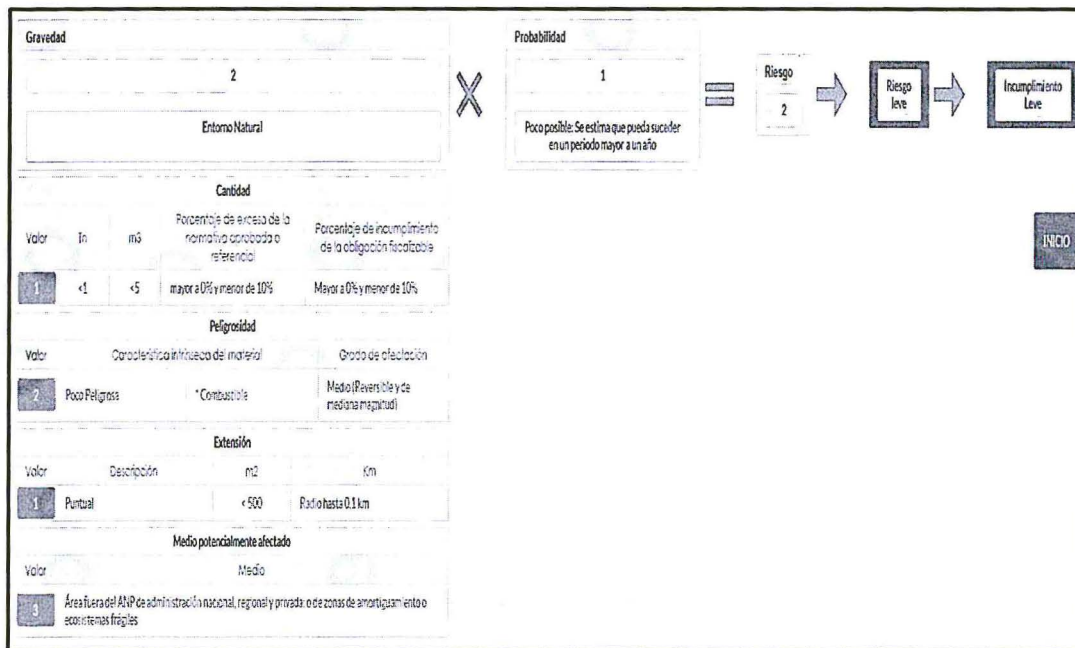 Gravedad
2
Entorno Natural
X
Probabilidad
1
Poco posible: Se estima que pueda suceder
en un periodo mayor a un año
=
Riesgo
2
Riesgo
leve
Incumplimiento
Leve
INICIO
Cantidad
Valor Tn m3 Porcentaje de exceso de la
normativa aprobada o
referencial
Porcentaje de incumplimiento
de la obligación fiscalizable
1 <1 <5 mayor a 0% y menor de 10% Mayor a 0% y menor de 10%
Peligrosidad
Valor Característica intrínseca del material Grado de afectación
2 Poco Peligrosa * Combustible Medio (Reversible y de
mediana magnitud)
Extensión
Valor Descripción m2 Km
1 Puntual < 500 Radio hasta 0.1 km
Medio potencialmente afectado
Valor Medio
3 Área fuera del ANP de administración nacional, regional y privada; o de zonas de amortiguamiento o
ecosistemas frágiles